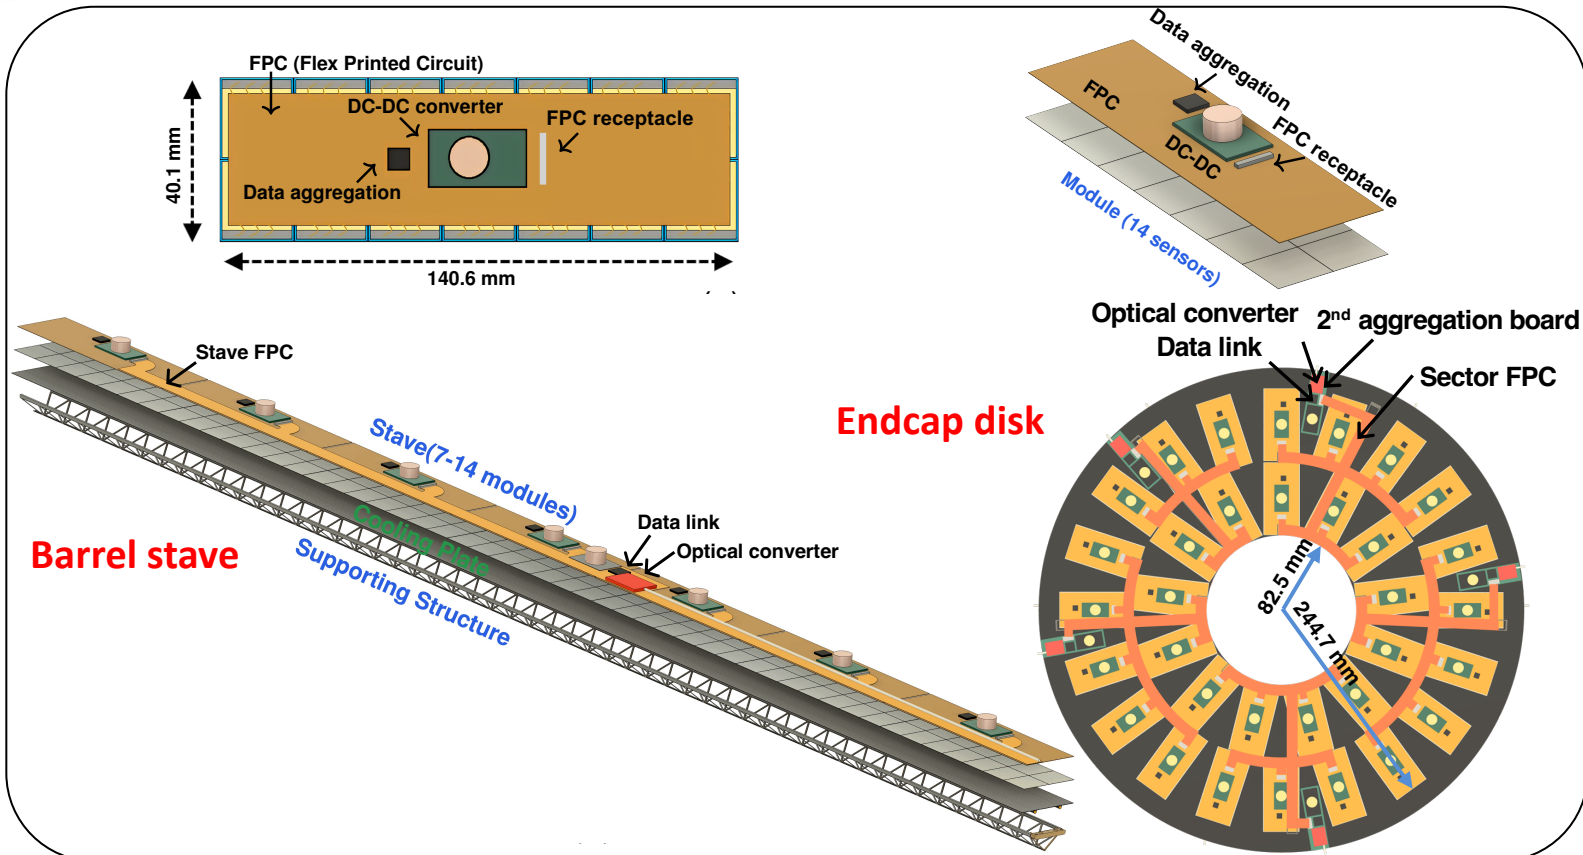 FPC (Flex Printed Circuit)
DC-DC converter
FPC receptacle
Data aggregation
40.1 mm
140.6 mm
Data aggregation
FPC
FPC receptacle
DC-DC
Module (14 sensors)
Stave FPC
Stave(7-14 modules)
Cooling Plate
Supporting Structure
Data link
Optical converter
Barrel stave
Endcap disk
Optical converter
2nd aggregation board
Data link
Sector FPC
82.5 mm
244.7 mm